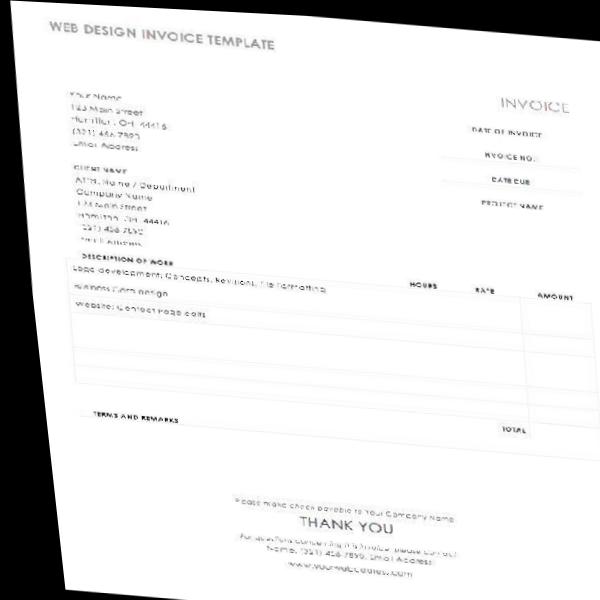 WEB DESIGN INVOICE TEMPLATE
INVOICE
Your Name
123 Main Street
Hamilton, OH 44416
(321) 456-7890
Email Address
DATE OF INVOICE
INVOICE NO.
DATE DUE
PROJECT NAME
CLIENT NAME
ATTN: Name / Department
Company Name
123 Main Street
Hamilton, OH 44416
(321) 456-7890
Email Address
DESCRIPTION OF WORK
HOURS
RATE
AMOUNT
Logo development: Concepts, Revisions, File Formatting
Business Card design
Website: Contact Page edits
TERMS AND REMARKS
TOTAL
Please make check payable to Your Company Name.
THANK YOU
For questions concerning this invoice, please contact
Name, (321) 456-7890, Email Address
www.yourwebaddress.com